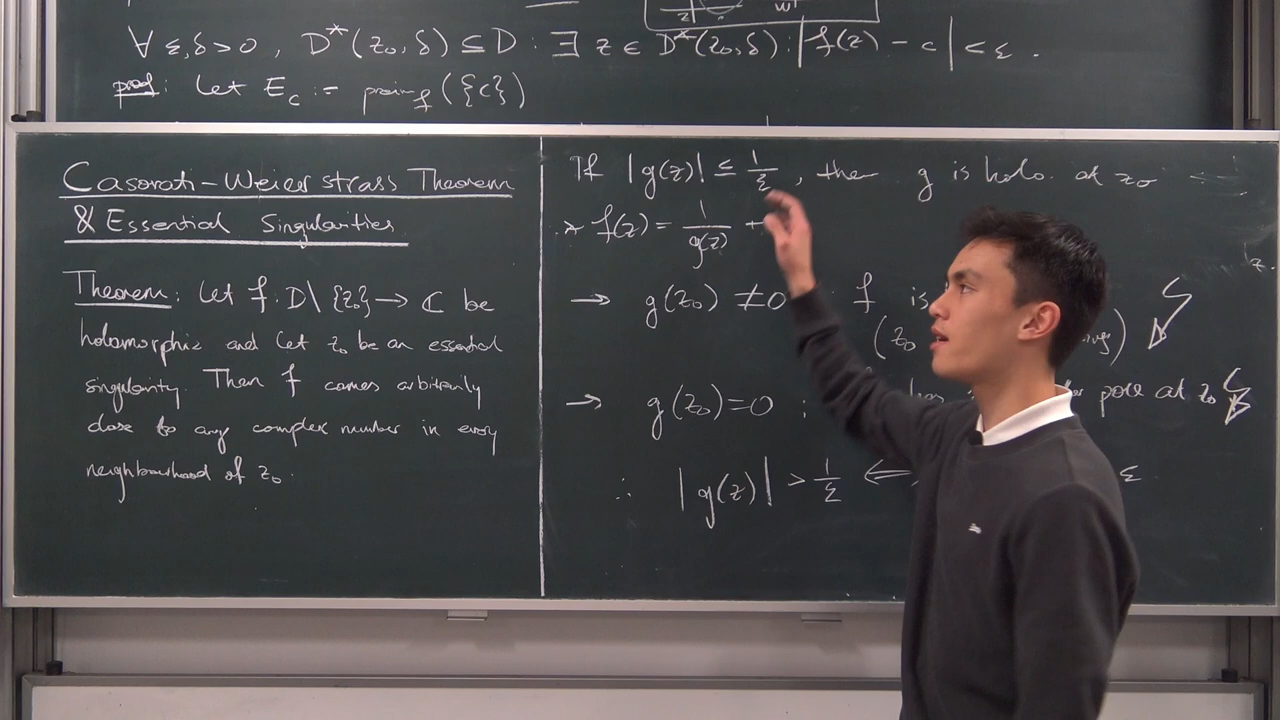 ∀ ε,δ>0, D*(z₀,δ) ⊆ D : ∃ z ∈ D*(z₀,δ) : |f(z) - c| < ε.
proof: Let E_c := preim_f({c})
Casorati-Weierstrass Theorem
& Essential Singularities
Theorem: Let f: D\{z₀} → ℂ be
holomorphic and let z₀ be an essential
singularity. Then f comes arbitrarily
close to any complex number in every
neighbourhood of z₀.
If |g(z)| ≤ 1/ε, then g is holo. at z₀
f(z) = 1/g(z) +
→ g(z₀) ≠ 0 : f is
(z₀
→ g(z₀)=0 : pole at z₀
∴ |g(z)| > 1/ε ⇐ ε